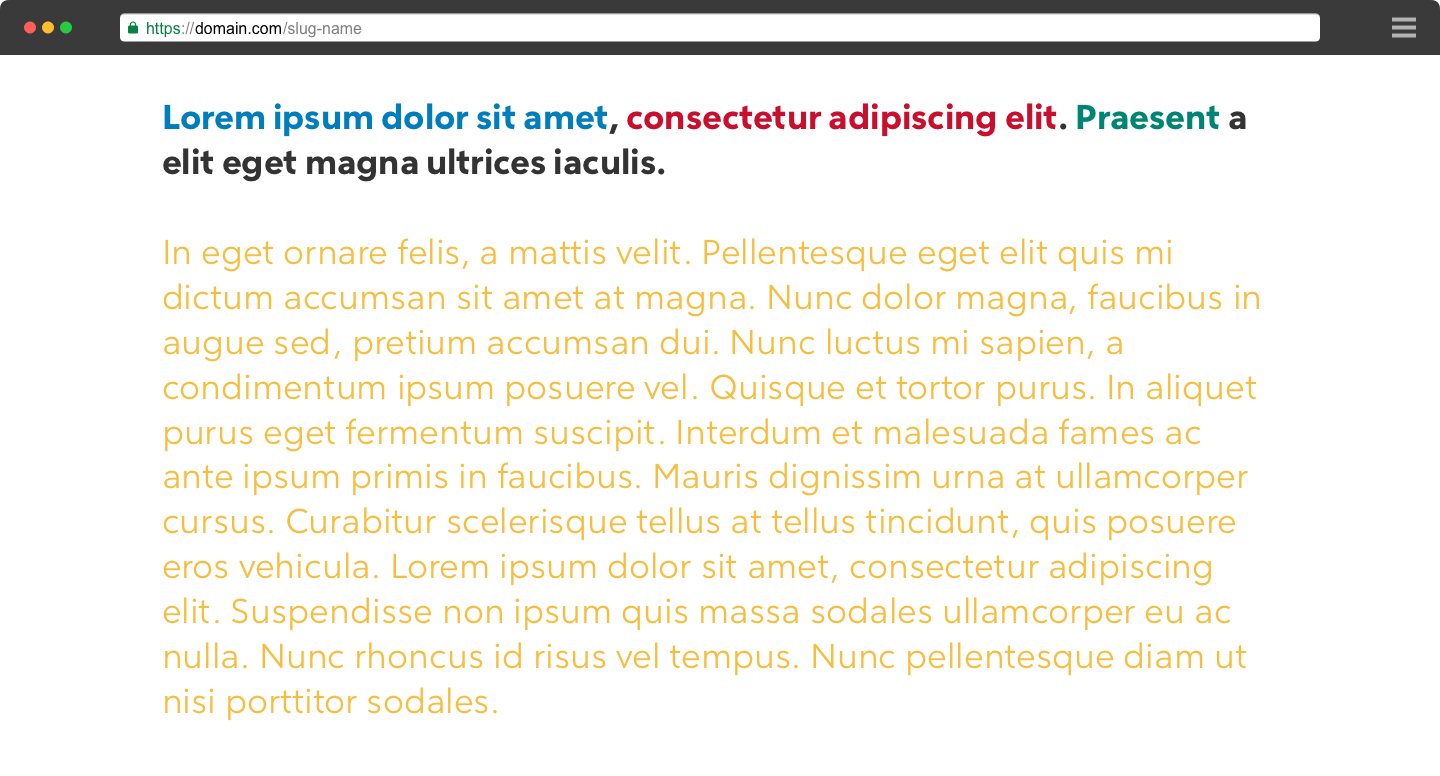 https://domain.com/slug-name
Lorem ipsum dolor sit amet, consectetur adipiscing elit. Praesent a
elit eget magna ultrices iaculis.
In eget ornare felis, a mattis velit. Pellentesque eget elit quis mi
dictum accumsan sit amet at magna. Nunc dolor magna, faucibus in
augue sed, pretium accumsan dui. Nunc luctus mi sapien, a
condimentum ipsum posuere vel. Quisque et tortor purus. In aliquet
purus eget fermentum suscipit. Interdum et malesuada fames ac
ante ipsum primis in faucibus. Mauris dignissim urna at ullamcorper
cursus. Curabitur scelerisque tellus at tellus tincidunt, quis posuere
eros vehicula. Lorem ipsum dolor sit amet, consectetur adipiscing
elit. Suspendisse non ipsum quis massa sodales ullamcorper eu ac
nulla. Nunc rhoncus id risus vel tempus. Nunc pellentesque diam ut
nisi porttitor sodales.